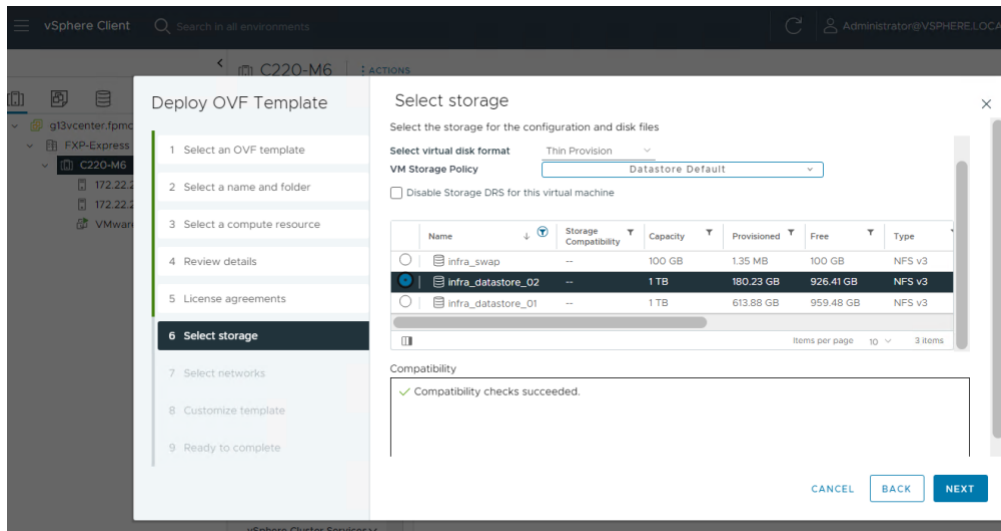 vSphere Client Search in all environments Administrator@VSPHERE.LOCA
C220-M6 ACTIONS
g13vcenter.fpmc
FXP-Express
C220-M6
172.22.2
172.22.2
VMwar
Deploy OVF Template
1 Select an OVF template
2 Select a name and folder
3 Select a compute resource
4 Review details
5 License agreements
6 Select storage
7 Select networks
8 Customize template
9 Ready to complete
Select storage
Select the storage for the configuration and disk files
Select virtual disk format Thin Provision
VM Storage Policy Datastore Default
Disable Storage DRS for this virtual machine
Name Storage Compatibility Capacity Provisioned Free Type
infra_swap -- 100 GB 1.35 MB 100 GB NFS v3
infra_datastore_02 -- 1 TB 180.23 GB 926.41 GB NFS v3
infra_datastore_01 -- 1 TB 613.88 GB 959.48 GB NFS v3
Items per page 10 3 items
Compatibility
Compatibility checks succeeded.
CANCEL BACK NEXT
vSphere Cluster Services